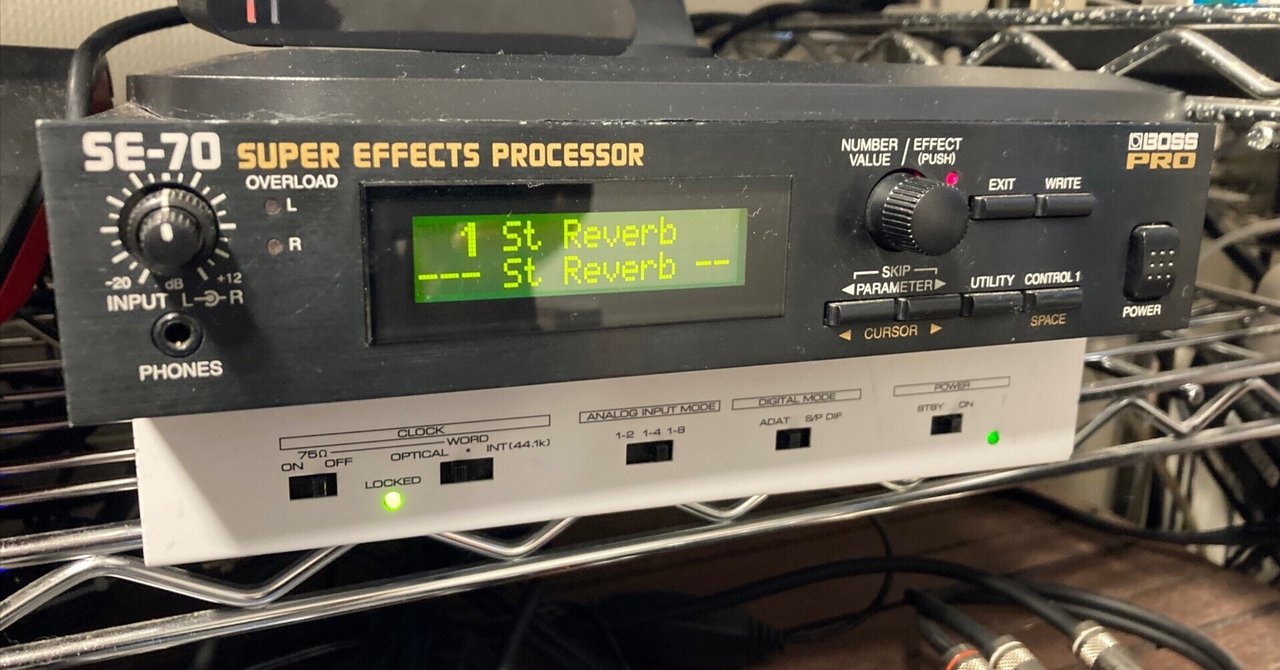 SE-70 SUPER EFFECTS PROCESSOR
OVERLOAD
L
R
-20 dB +12
INPUT L R
PHONES
1 St Reverb
--- St Reverb --
NUMBER / EFFECT
VALUE (PUSH)
EXIT
WRITE
SKIP
PARAMETER
CURSOR
UTILITY
CONTROL 1
SPACE
BOSS
PRO
POWER
CLOCK
75Ω
ON OFF
WORD
OPTICAL • INT(44.1k)
LOCKED
ANALOG INPUT MODE
1-2 1-4 1-8
DIGITAL MODE
ADAT S/P DIF
POWER
STBY ON